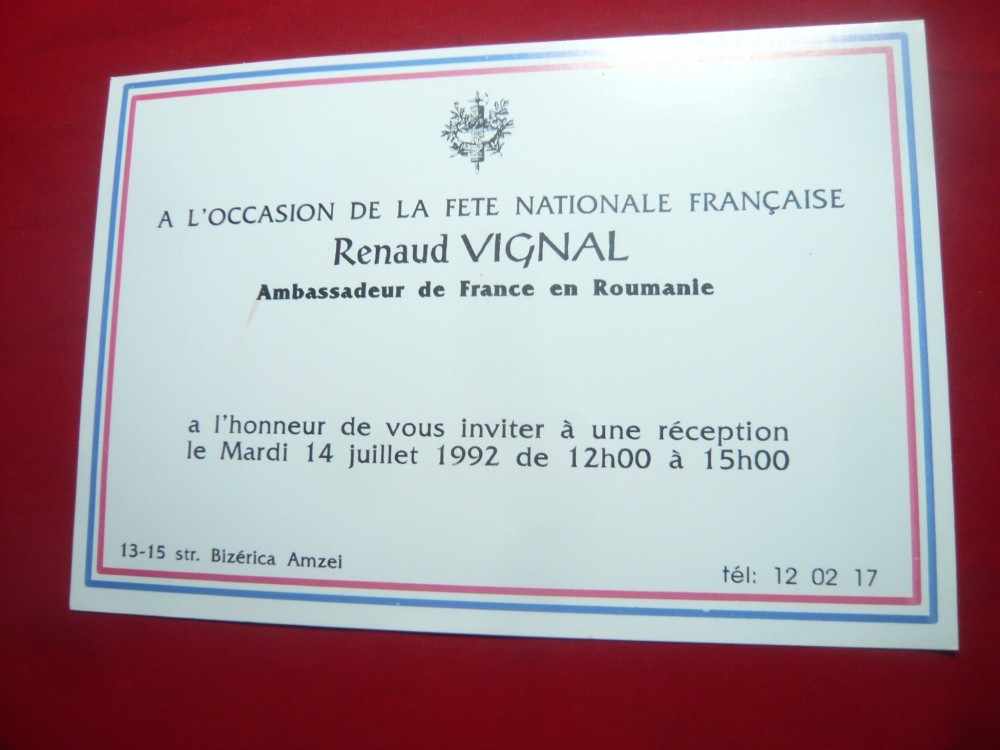 A L'OCCASION DE LA FETE NATIONALE FRANÇAISE
Renaud VIGNAL
Ambassadeur de France en Roumanie
a l'honneur de vous inviter à une réception
le Mardi 14 juillet 1992 de 12h00 à 15h00
13-15 str. Bizérica Amzei
tél: 12 02 17